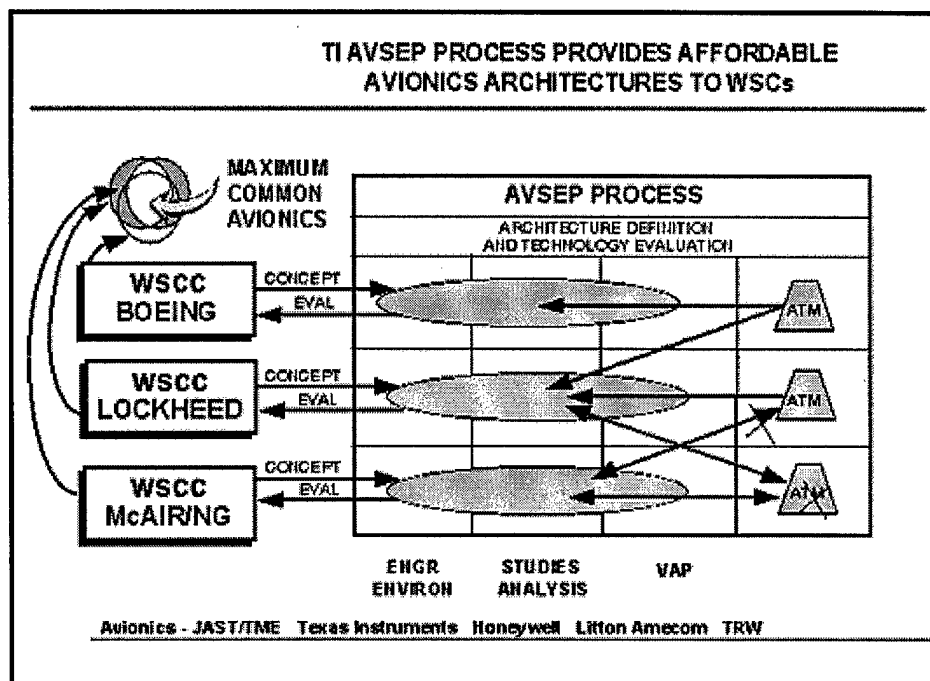 TI AVSEP PROCESS PROVIDES AFFORDABLE
AVIONICS ARCHITECTURES TO WSCs
MAXIMUM
COMMON
AVIONICS
AVSEP PROCESS
ARCHITECTURE DEFINITION
AND TECHNOLOGY EVALUATION
WSCC
BOEING
CONCEPT
EVAL
ATM
WSCC
LOCKHEED
CONCEPT
EVAL
ATM
WSCC
McAIR/NG
CONCEPT
EVAL
ATM
ENGR
ENVIRON
STUDIES
ANALYSIS
VAP
Avionics - JAST/TME Texas Instruments Honeywell Litton Amecom TRW